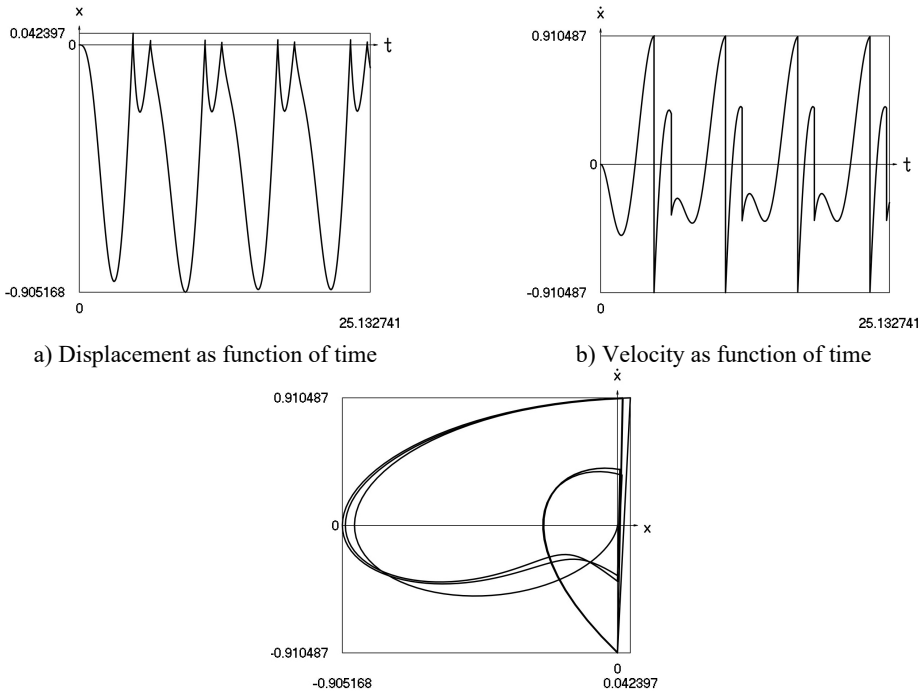 x
0.042397
0
t
-0.905168
0
25.132741
a) Displacement as function of time
ẋ
0.910487
0
t
-0.910487
0
25.132741
b) Velocity as function of time
ẋ
0.910487
0
x
-0.910487
0
-0.905168 0.042397